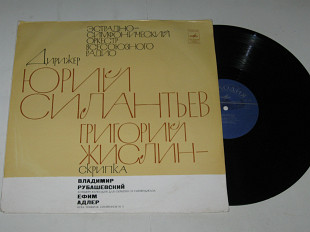 ЭСТРАДНО-
СИМФОНИЧЕСКИЙ
ОРКЕСТР
ВСЕСОЮЗНОГО
РАДИО
Дирижер
ЮРИЙ
СИЛАНТЬЕВ
ГРИГОРИЙ
ЖИСЛИН-
СКРИПКА
ВЛАДИМИР
РУБАШЕВСКИЙ
ЕФИМ
АДЛЕР